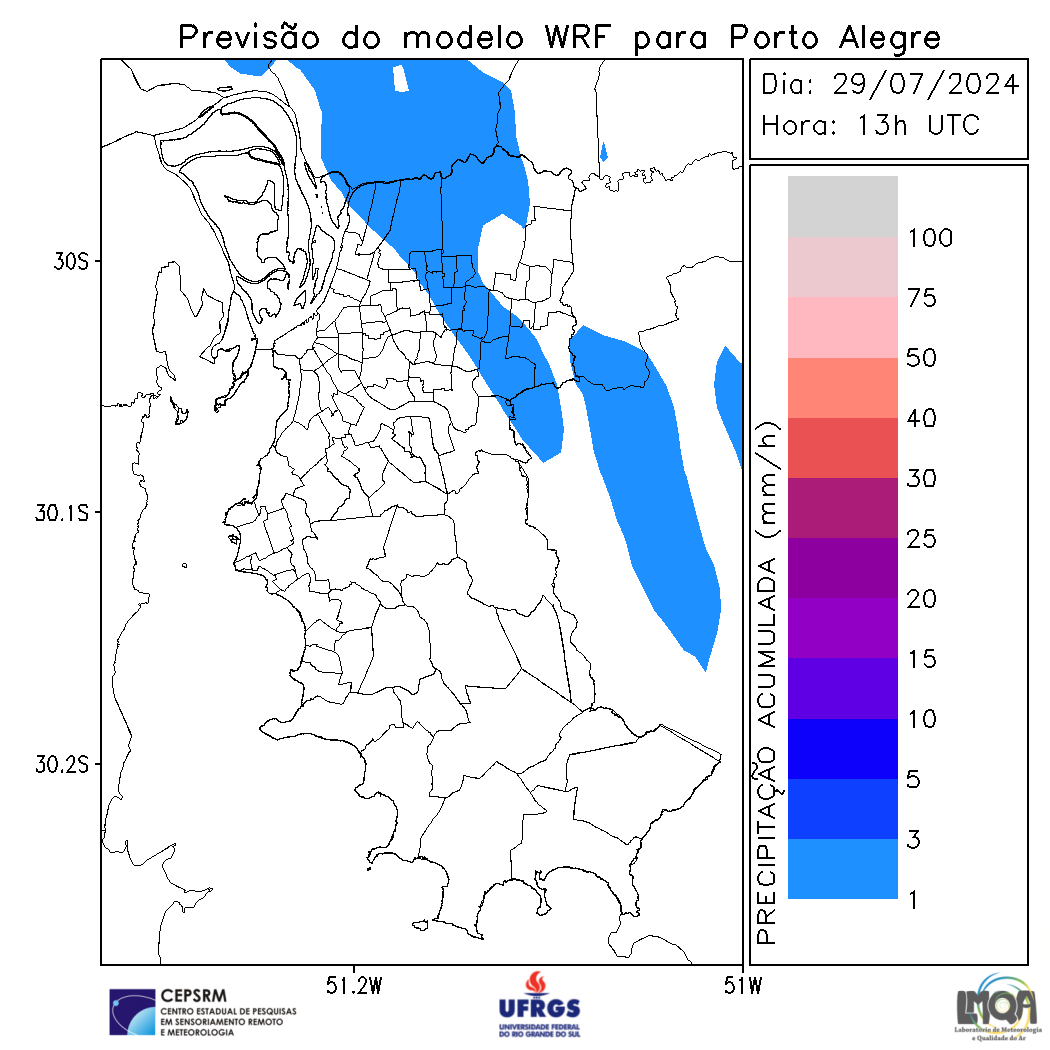 Previsão do modelo WRF para Porto Alegre
Dia: 29/07/2024
Hora: 13h UTC
30S
30.1S
30.2S
51.2W
51W
PRECIPITAÇÃO ACUMULADA (mm/h)
100
75
50
40
30
25
20
15
10
5
3
1
CEPSRM
CENTRO ESTADUAL DE PESQUISAS
EM SENSORIAMENTO REMOTO
E METEOROLOGIA
UFRGS
UNIVERSIDADE FEDERAL
DO RIO GRANDE DO SUL
LMQA
Laboratório de Meteorologia
e Qualidade do Ar